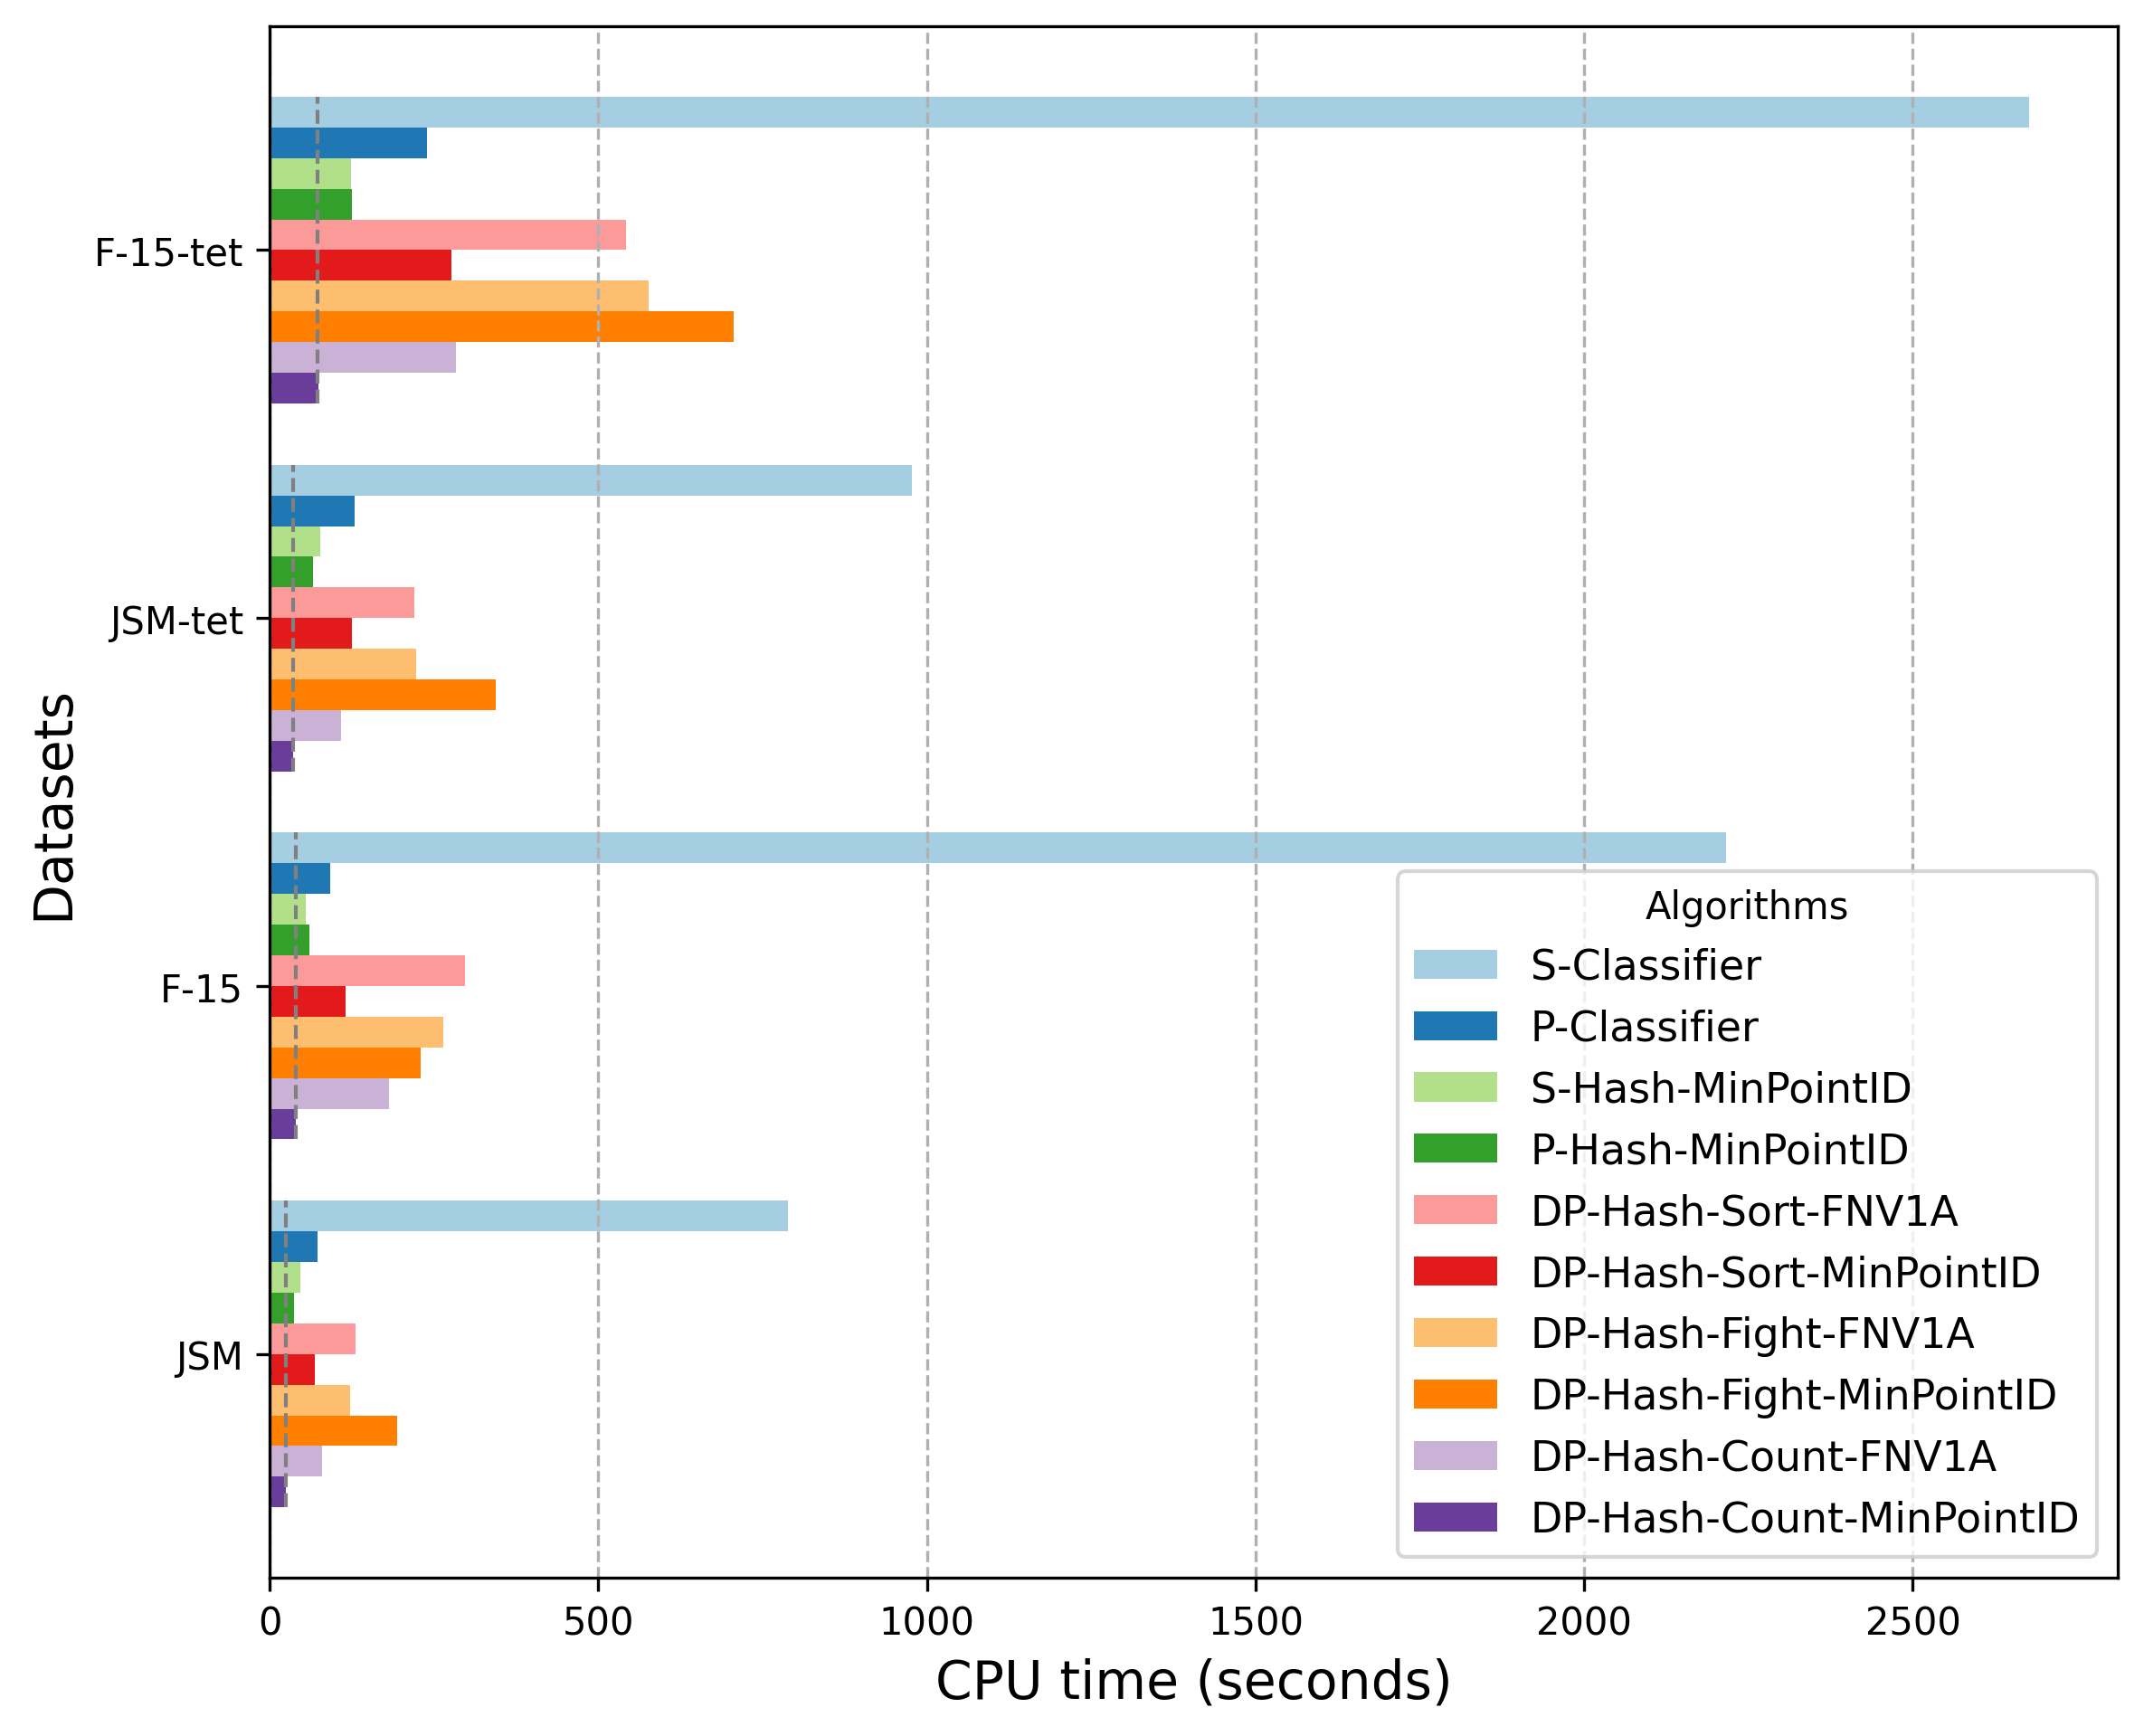 F-15-tet
JSM-tet
F-15
JSM
Datasets
0
500
1000
1500
2000
2500
CPU time (seconds)
Algorithms
S-Classifier
P-Classifier
S-Hash-MinPointID
P-Hash-MinPointID
DP-Hash-Sort-FNV1A
DP-Hash-Sort-MinPointID
DP-Hash-Fight-FNV1A
DP-Hash-Fight-MinPointID
DP-Hash-Count-FNV1A
DP-Hash-Count-MinPointID